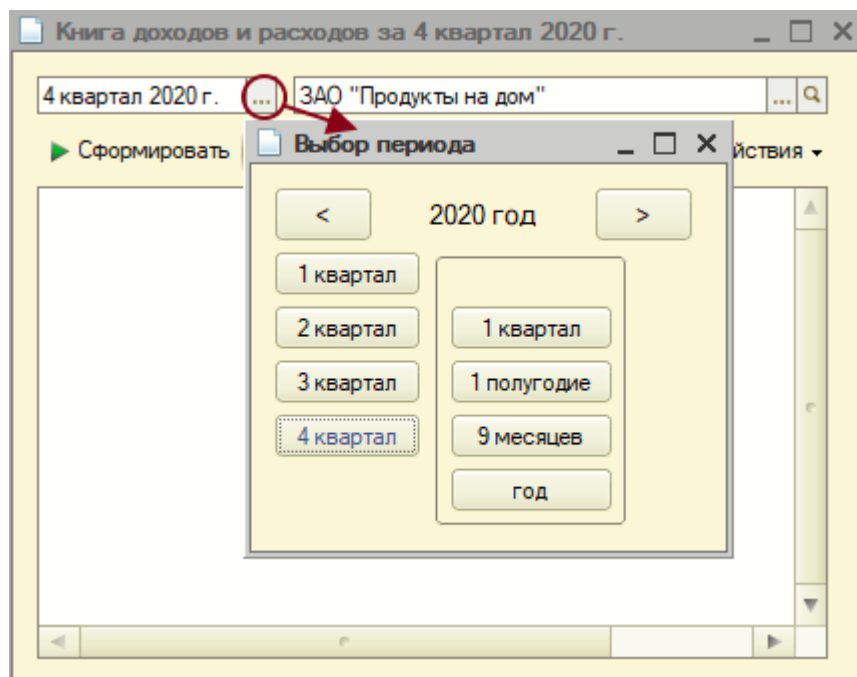 Книга доходов и расходов за 4 квартал 2020 г.
4 квартал 2020 г. ... ЗАО "Продукты на дом" ...
Сформировать
Выбор периода
< 2020 год >
1 квартал
2 квартал 1 квартал
3 квартал 1 полугодие
4 квартал 9 месяцев
год